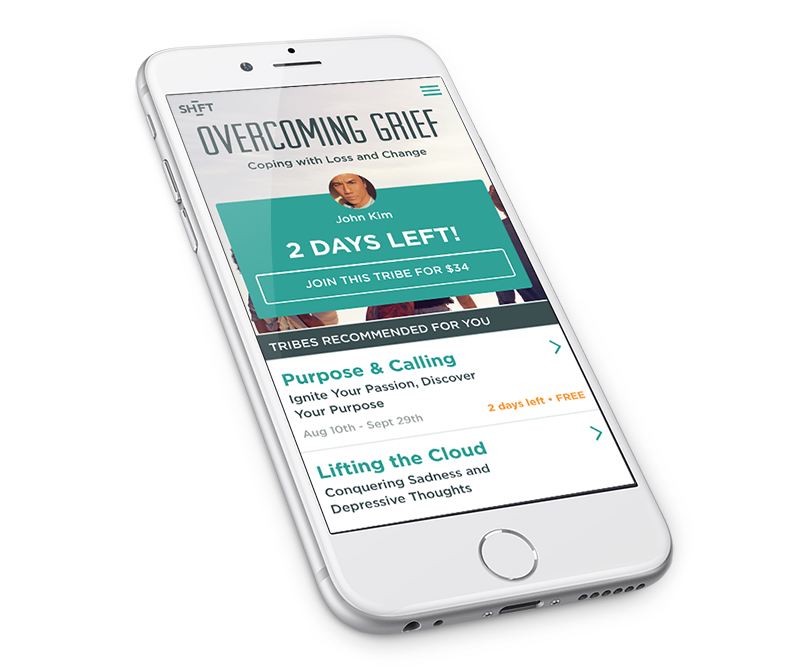 SHIFT
OVERCOMING GRIEF
Coping with Loss and Change
John Kim
2 DAYS LEFT!
JOIN THIS TRIBE FOR $34
TRIBES RECOMMENDED FOR YOU
Purpose & Calling
Ignite Your Passion, Discover
Your Purpose
Aug 10th - Sept 29th
2 days left • FREE
Lifting the Cloud
Conquering Sadness and
Depressive Thoughts